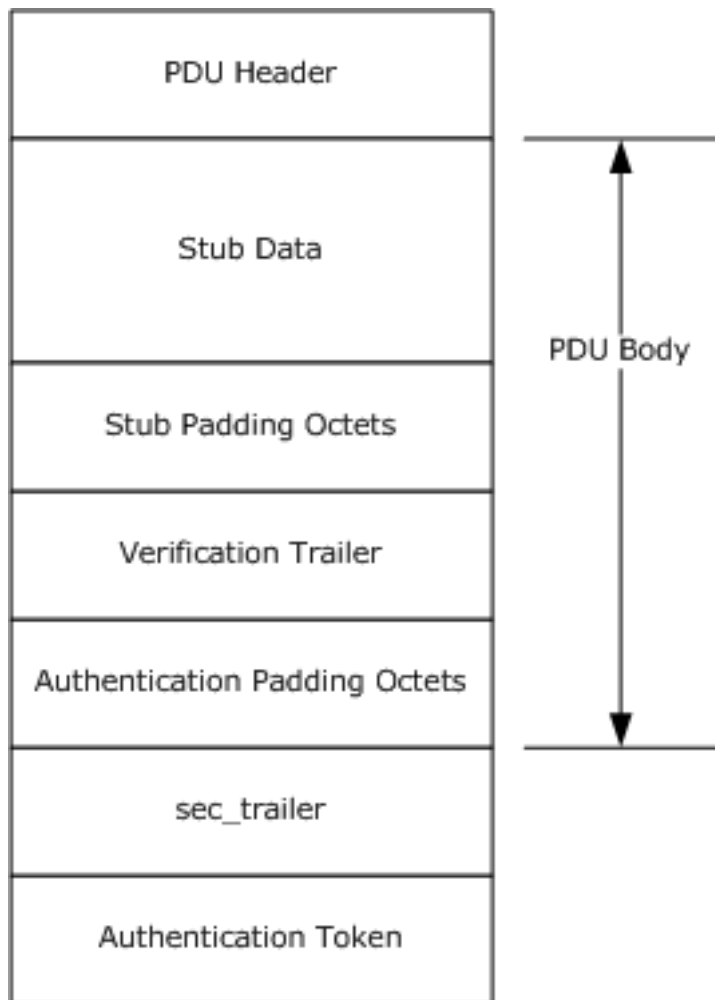 PDU Header
Stub Data
PDU Body
Stub Padding Octets
Verification Trailer
Authentication Padding Octets
sec_trailer
Authentication Token